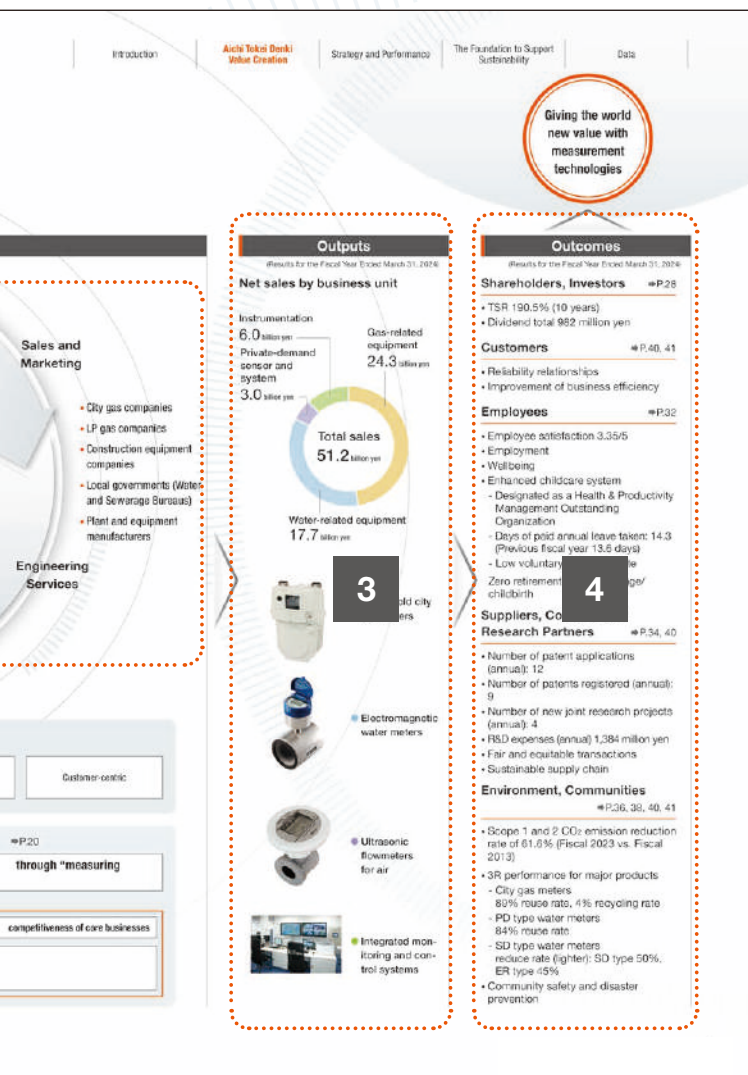 Introduction
Aichi Tokei Denki
Value Creation
Strategy and Performance
The Foundation to Support
Sustainability
Data
Giving the world
new value with
measurement
technologies
Sales and
Marketing
• City gas companies
• LP gas companies
• Construction equipment
companies
• Local governments (Water
and Sewerage Bureaus)
• Plant and equipment
manufacturers
Engineering
Services
Customer-centric
➡P.20
through "measuring
competitiveness of core businesses
Outputs
(Results for the Fiscal Year Ended March 31, 2024)
Net sales by business unit
Instrumentation
6.0 billion yen
Private-demand
sensor and
system
3.0 billion yen
Gas-related
equipment
24.3 billion yen
Total sales
51.2 billion yen
Water-related equipment
17.7 billion yen
3
old city
ers
Electromagnetic
water meters
Ultrasonic
flowmeters
for air
Integrated mon-
itoring and con-
trol systems
Outcomes
(Results for the Fiscal Year Ended March 31, 2024)
Shareholders, Investors ➡P.28
• TSR 190.5% (10 years)
• Dividend total 982 million yen
Customers ➡P.40, 41
• Reliability relationships
• Improvement of business efficiency
Employees ➡P.32
• Employee satisfaction 3.35/5
• Employment
• Wellbeing
• Enhanced childcare system
- Designated as a Health & Productivity
Management Outstanding
Organization
- Days of paid annual leave taken: 14.3
(Previous fiscal year 13.6 days)
- Low voluntary te
Zero retirement ge/
childbirth
4
Suppliers, Co
Research Partners ➡P.34, 40
• Number of patent applications
(annual): 12
• Number of patents registered (annual):
9
• Number of new joint research projects
(annual): 4
• R&D expenses (annual) 1,384 million yen
• Fair and equitable transactions
• Sustainable supply chain
Environment, Communities
➡P.36, 38, 40, 41
• Scope 1 and 2 CO₂ emission reduction
rate of 61.6% (Fiscal 2023 vs. Fiscal
2013)
• 3R performance for major products
- City gas meters
86% reuse rate, 4% recycling rate
- PD type water meters
84% reuse rate
- SD type water meters
reduce rate (lighter): SD type 50%,
ER type 45%
• Community safety and disaster
prevention